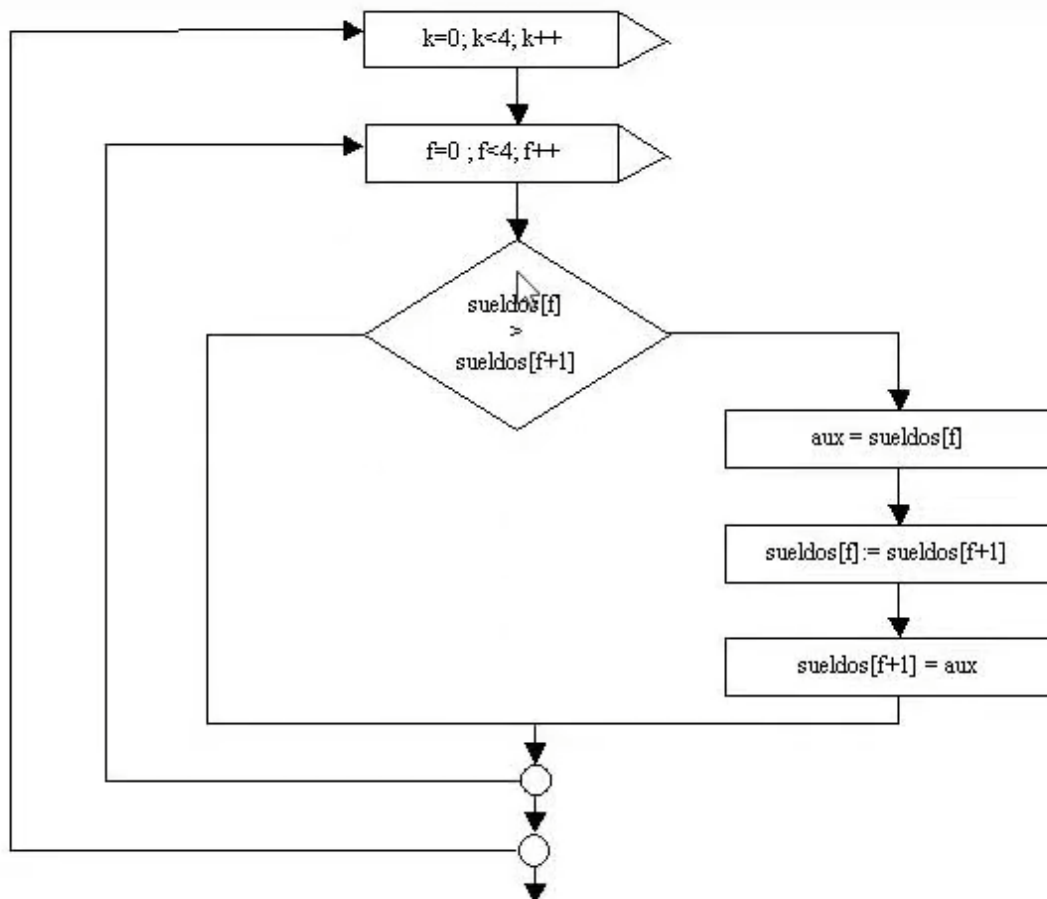 k=0; k<4; k++
f=0 ; f<4; f++
sueldos[f]
>
sueldos[f+1]
aux = sueldos[f]
sueldos[f]:= sueldos[f+1]
sueldos[f+1] = aux